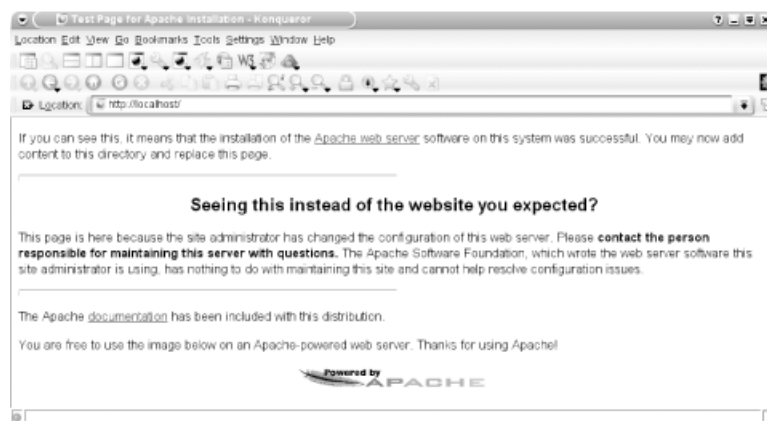 Test Page for Apache Installation - Konqueror
Location Edit View Go Bookmarks Tools Settings Window Help
Location: http://localhost/
If you can see this, it means that the installation of the Apache web server software on this system was successful. You may now add
content to this directory and replace this page.
Seeing this instead of the website you expected?
This page is here because the site administrator has changed the configuration of this web server. Please contact the person
responsible for maintaining this server with questions. The Apache Software Foundation, which wrote the web server software this
site administrator is using, has nothing to do with maintaining this site and cannot help resolve configuration issues.
The Apache documentation has been included with this distribution.
You are free to use the image below on an Apache-powered web server. Thanks for using Apache!
Powered by
APACHE